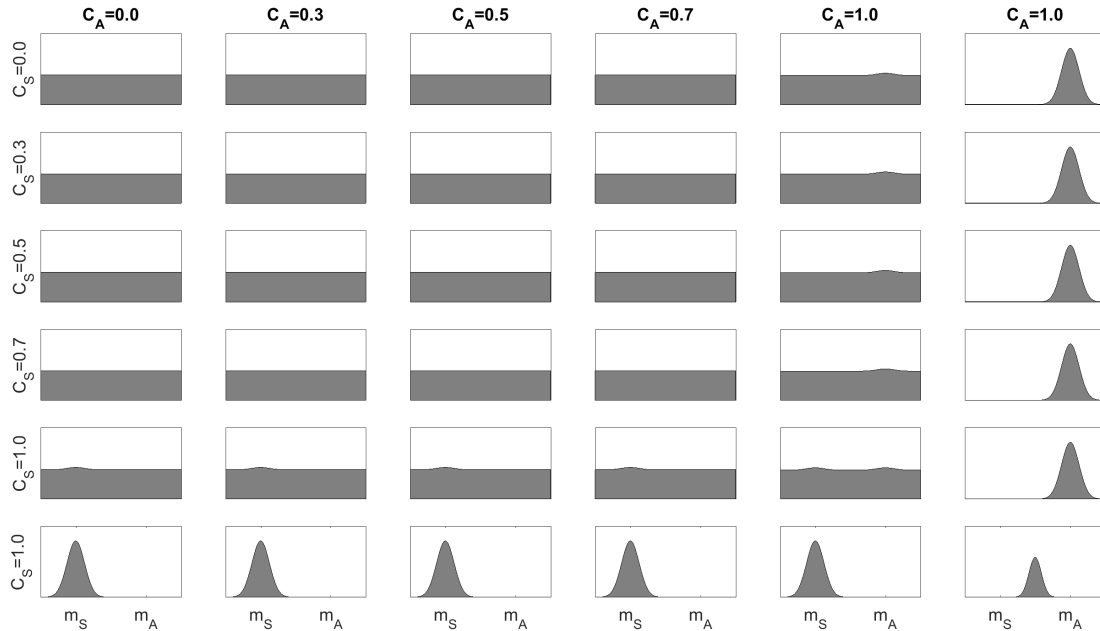 C_A=0.0 C_A=0.3 C_A=0.5 C_A=0.7 C_A=1.0 C_A=1.0
C_S=0.0
C_S=0.3
C_S=0.5
C_S=0.7
C_S=1.0
C_S=1.0
m_S m_A m_S m_A m_S m_A m_S m_A m_S m_A m_S m_A